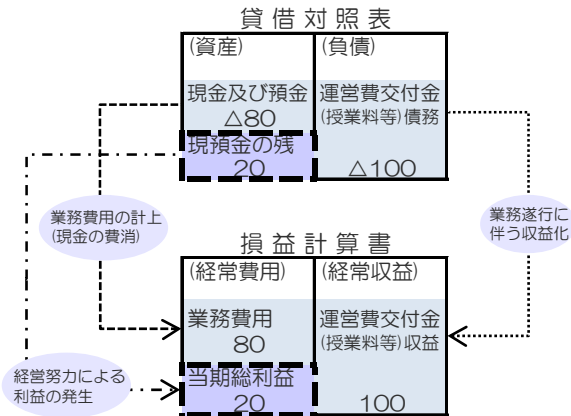 貸借対照表
(資産)
(負債)
現金及び預金
△80
運営費交付金
(授業料等)債務
現預金の残
20
△100
業務費用の計上
(現金の費消)
業務遂行に
伴う収益化
損益計算書
(経常費用)
(経常収益)
業務費用
80
運営費交付金
(授業料等)収益
経営努力による
利益の発生
当期総利益
20
100